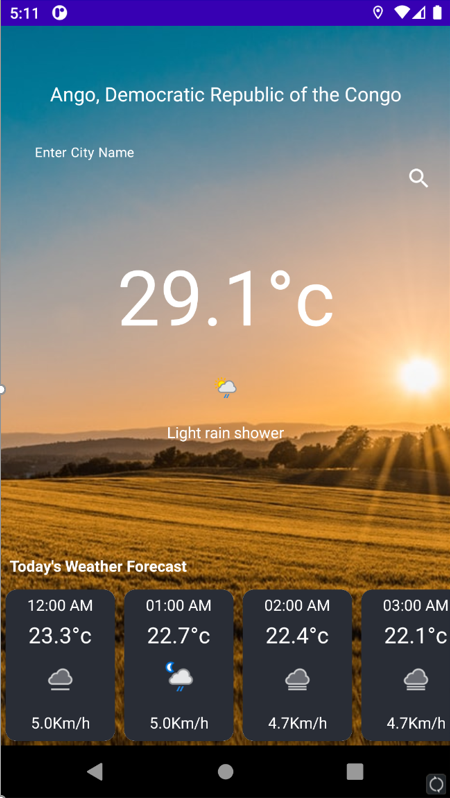 5:11
Ango, Democratic Republic of the Congo
Enter City Name
29.1°c
Light rain shower
Today's Weather Forecast
12:00 AM 01:00 AM 02:00 AM 03:00 AM
23.3°c 22.7°c 22.4°c 22.1°c
5.0Km/h 5.0Km/h 4.7Km/h 4.7Km/h